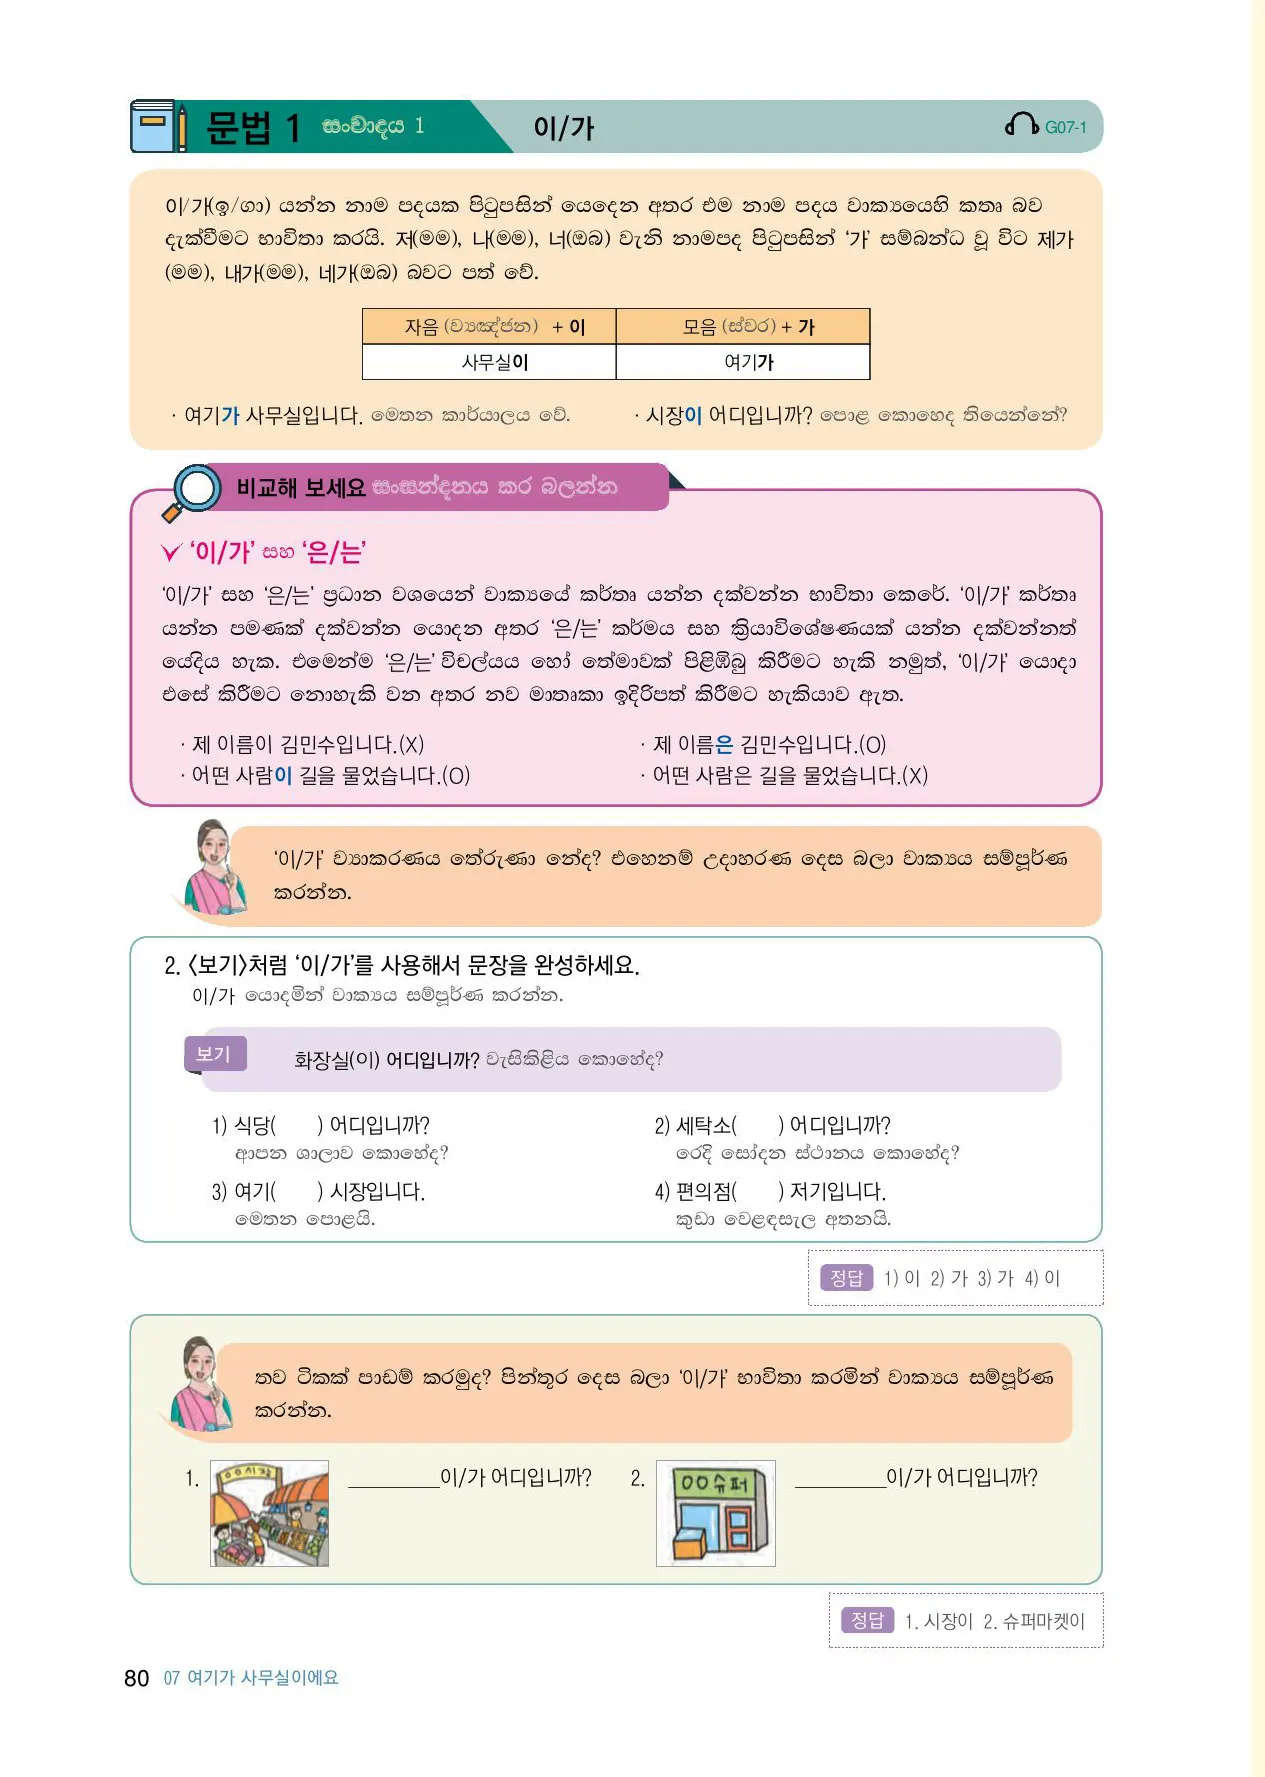 문법 1 සංවාදය 1 이/가 G07-1
이/가(ඉ/ගා) යන්න නාම පදයක පිටුපසින් යෙදෙන අතර එම නාම පදය වාක්‍යයෙහි කතෘ බව
දැක්වීමට භාවිතා කරයි. 저(මම), 나(මම), 너(ඔබ) වැනි නාමපද පිටුපසින් ‘가’ සම්බන්ධ වූ විට 제가
(මම), 내가(මම), 네가(ඔබ) බවට පත් වේ.
자음 (ව්‍යඤ්ජන) + 이 모음 (ස්වර) + 가
사무실이 여기가
· 여기가 사무실입니다. මෙතන කාර්යාලය වේ. · 시장이 어디입니까? පොළ කොහෙද තියෙන්නේ?
비교해 보세요 සංසන්දනය කර බලන්න
‘이/가’ සහ ‘은/는’
‘이/가’ සහ ‘은/는’ ප්‍රධාන වශයෙන් වාක්‍යයේ කර්තෘ යන්න දක්වන්න භාවිතා කෙරේ. ‘이/가’ කර්තෘ
යන්න පමණක් දක්වන්න යොදන අතර ‘은/는’ කර්මය සහ ක්‍රියාවිශේෂණයක් යන්න දක්වන්නත්
යෙදිය හැක. එමෙන්ම ‘은/는’ විචල්‍යය හෝ තේමාවක් පිළිඹිබු කිරීමට හැකි නමුත්, ‘이/가’ යොදා
එසේ කිරීමට නොහැකි වන අතර නව මාතෘකා ඉදිරිපත් කිරීමට හැකියාව ඇත.
· 제 이름이 김민수입니다.(X) · 제 이름은 김민수입니다.(O)
· 어떤 사람이 길을 물었습니다.(O) · 어떤 사람은 길을 물었습니다.(X)
‘이/가’ ව්‍යාකරණය තේරුණා නේද? එහෙනම් උදාහරණ දෙස බලා වාක්‍යය සම්පූර්ණ
කරන්න.
2. 〈보기〉처럼 ‘이/가’를 사용해서 문장을 완성하세요.
이/가 යොදමින් වාක්‍යය සම්පූර්ණ කරන්න.
보기 화장실(이) 어디입니까? වැසිකිළිය කොහේද?
1) 식당( ) 어디입니까? 2) 세탁소( ) 어디입니까?
ආපන ශාලාව කොහේද? රෙදි සෝදන ස්ථානය කොහේද?
3) 여기( ) 시장입니다. 4) 편의점( ) 저기입니다.
මෙතන පොළයි. කුඩා වෙළඳසැල අතනයි.
정답 1) 이 2) 가 3) 가 4) 이
තව ටිකක් පාඩම් කරමුද? පින්තූර දෙස බලා ‘이/가’ භාවිතා කරමින් වාක්‍යය සම්පූර්ණ
කරන්න.
1. OO시장 ________이/가 어디입니까? 2. OO슈퍼 ________이/가 어디입니까?
정답 1. 시장이 2. 슈퍼마켓이
80 07 여기가 사무실이에요